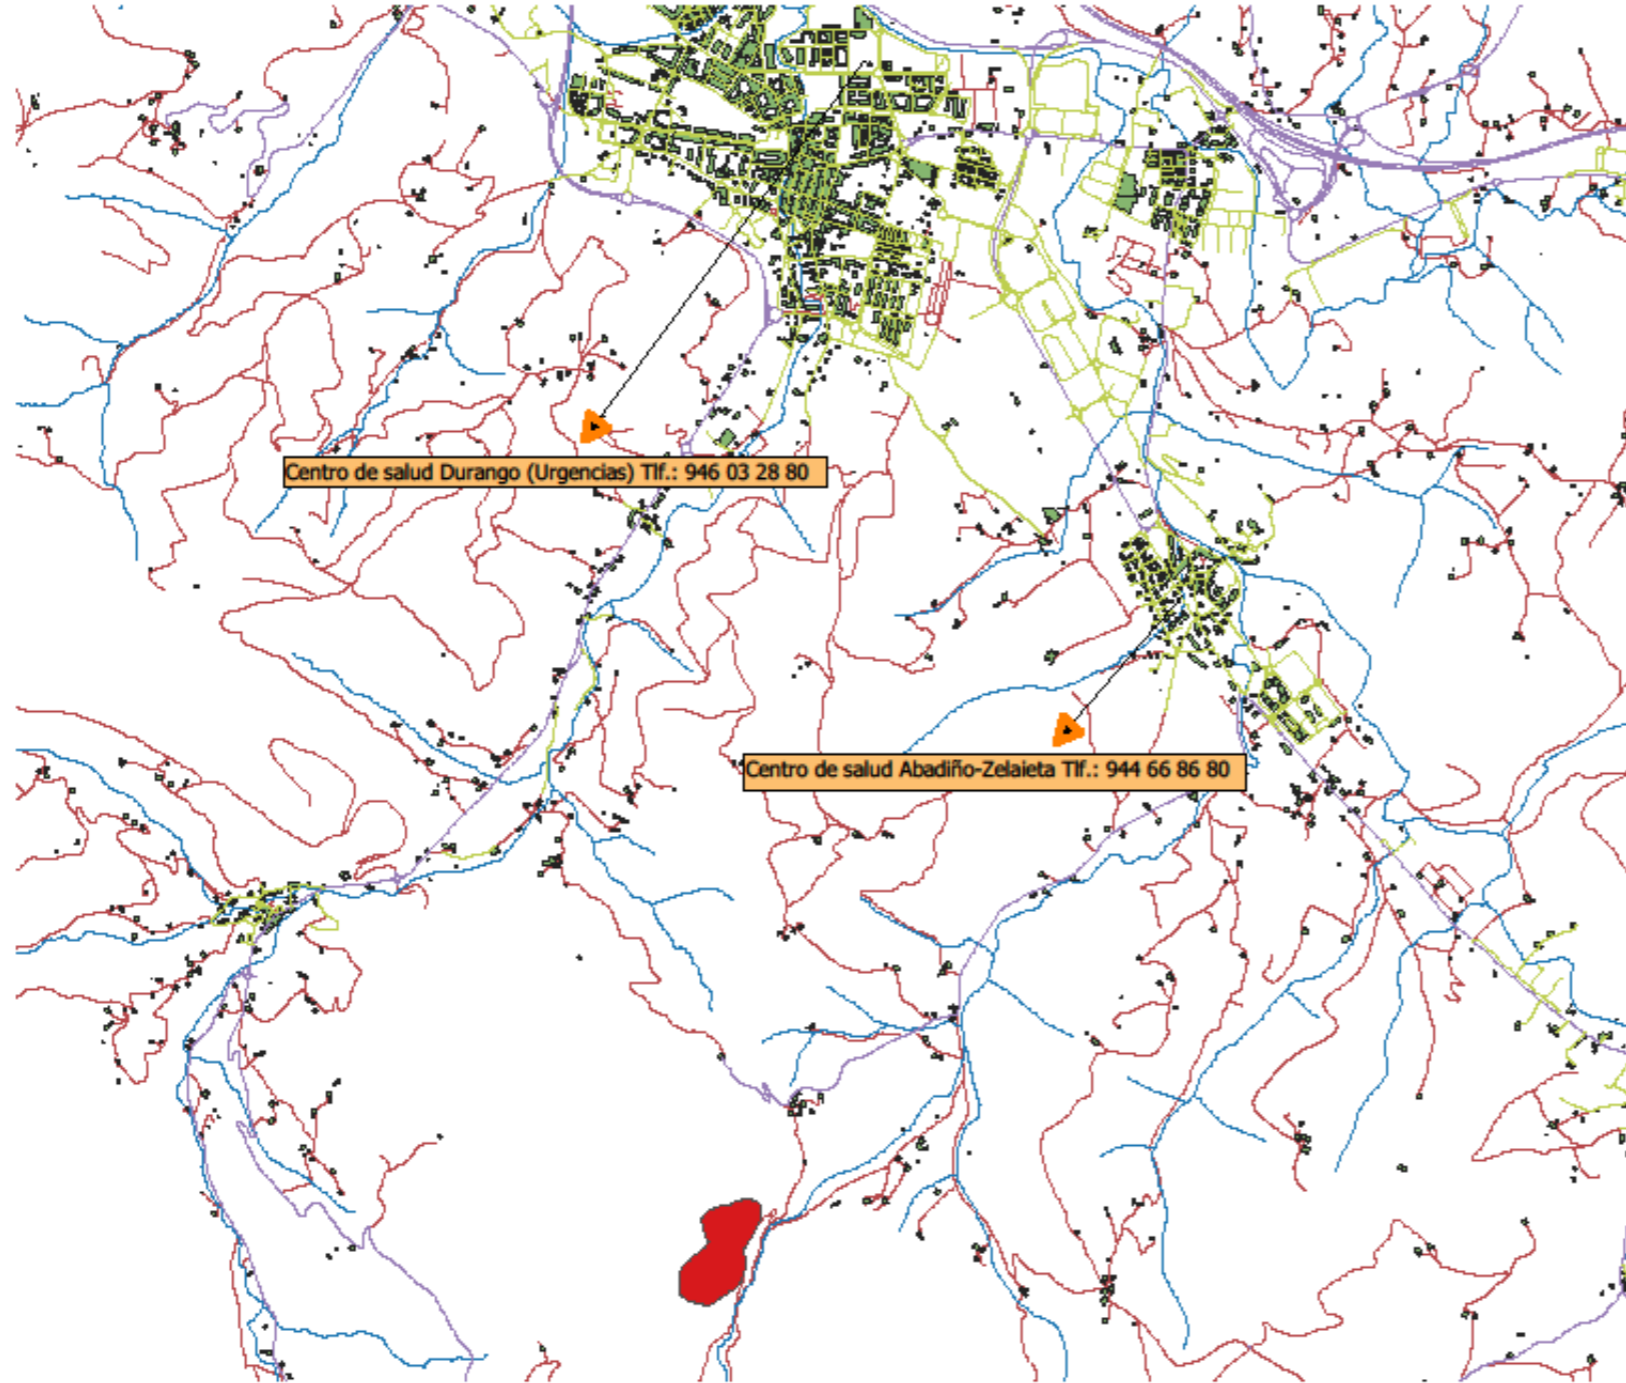 Centro de salud Durango (Urgencias) Tlf.: 946 03 28 80
Centro de salud Abadiño-Zelaieta Tlf.: 944 66 86 80